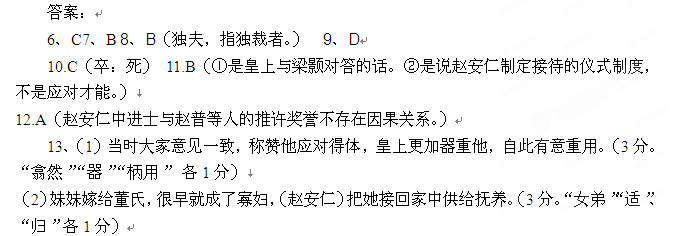 答案：
6、C7、B 8、B（独夫，指独裁者。） 9、D
10.C（卒：死） 11.B（①是皇上与梁颢对答的话。②是说赵安仁制定接待的仪式制度，
不是应对才能。）
12.A（赵安仁中进士与赵普等人的推许奖誉不存在因果关系。）
13、（1）当时大家意见一致，称赞他应对得体，皇上更加器重他，自此有意重用。（3 分。
“翕然”“器”“柄用 ” 各 1 分）
（2）妹妹嫁给董氏，很早就成了寡妇，（赵安仁）把她接回家中供给抚养。（3 分。“女弟”“适”、
“归”各 1 分）